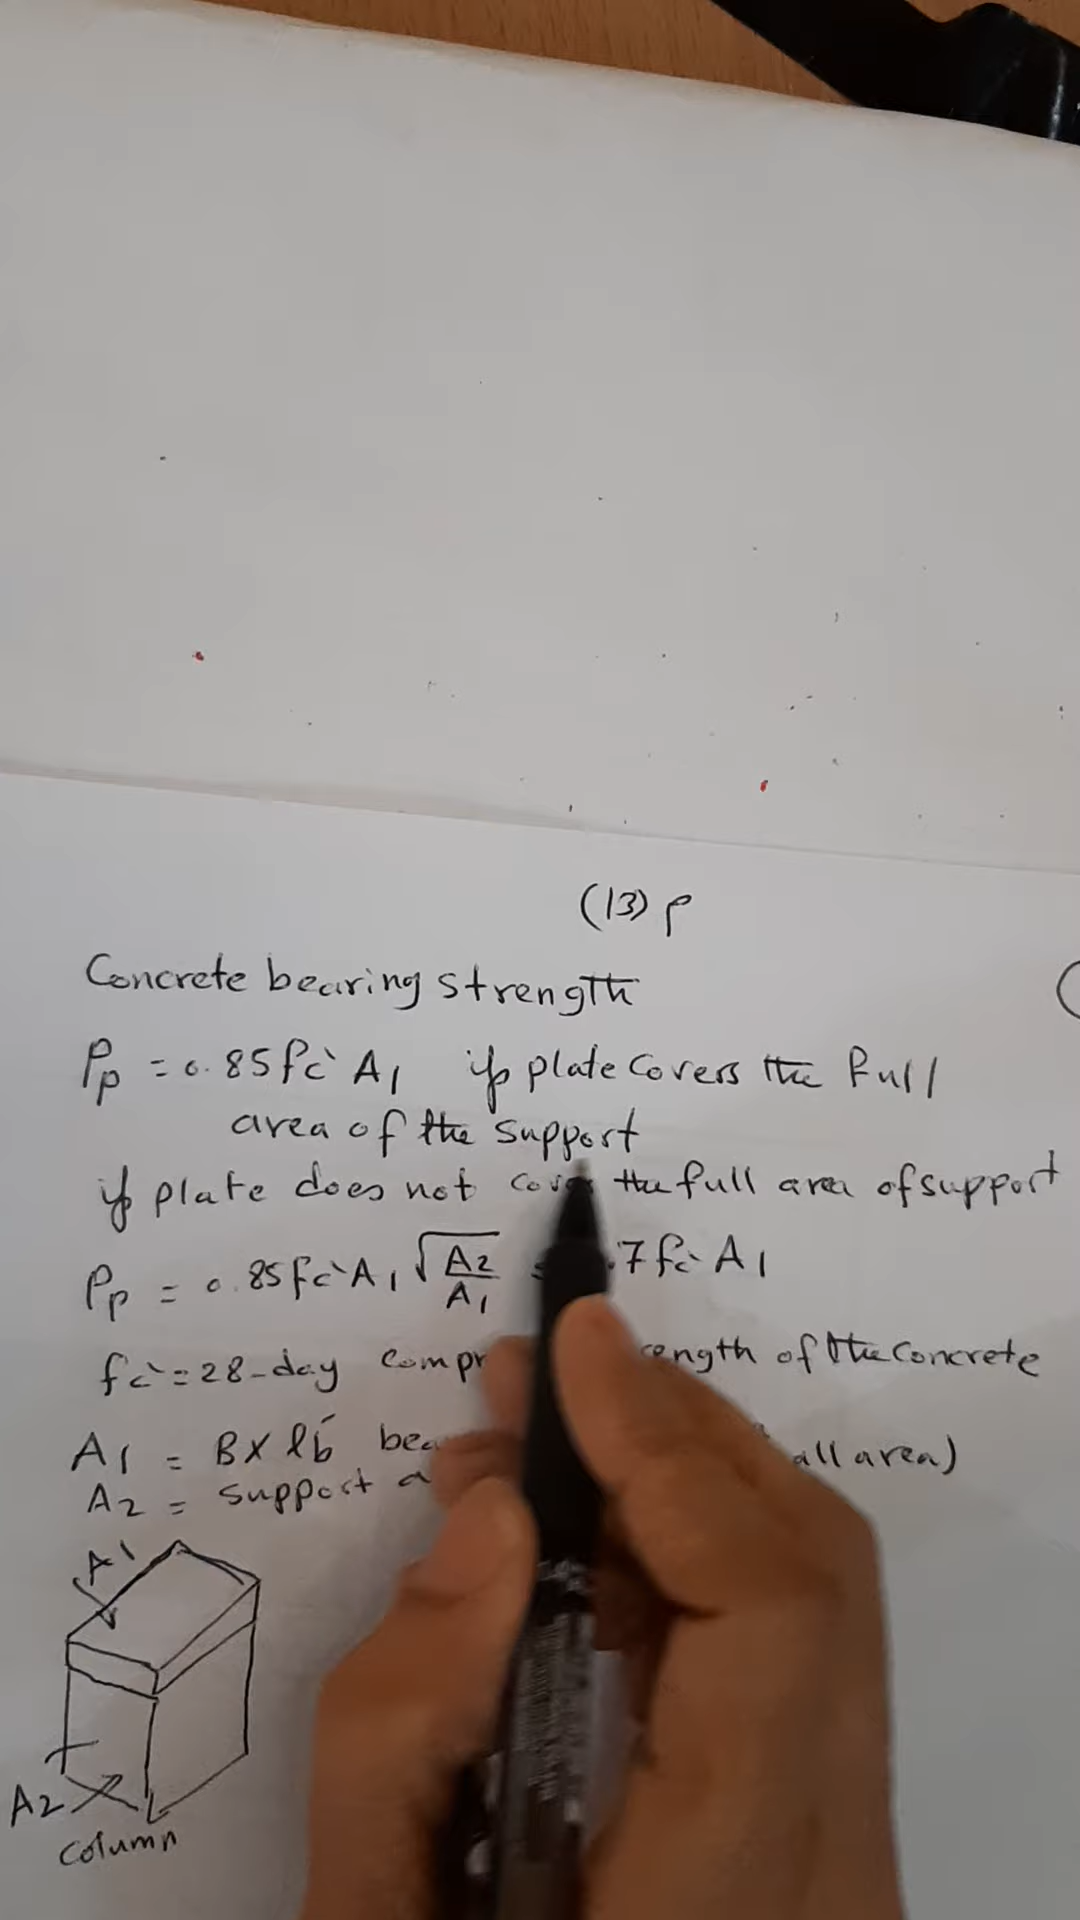 (13) P
Concrete bearing strength
Pp = 0.85 fc' A1 if plate covers the full
area of the support
if plate does not cover the full area of support
Pp = 0.85 fc' A1 √(A2/A1) .7 fc' A1
fc' = 28-day comp ength of the concrete
A1 = B x lb bea all area)
A2 = support a
A1
A2
column